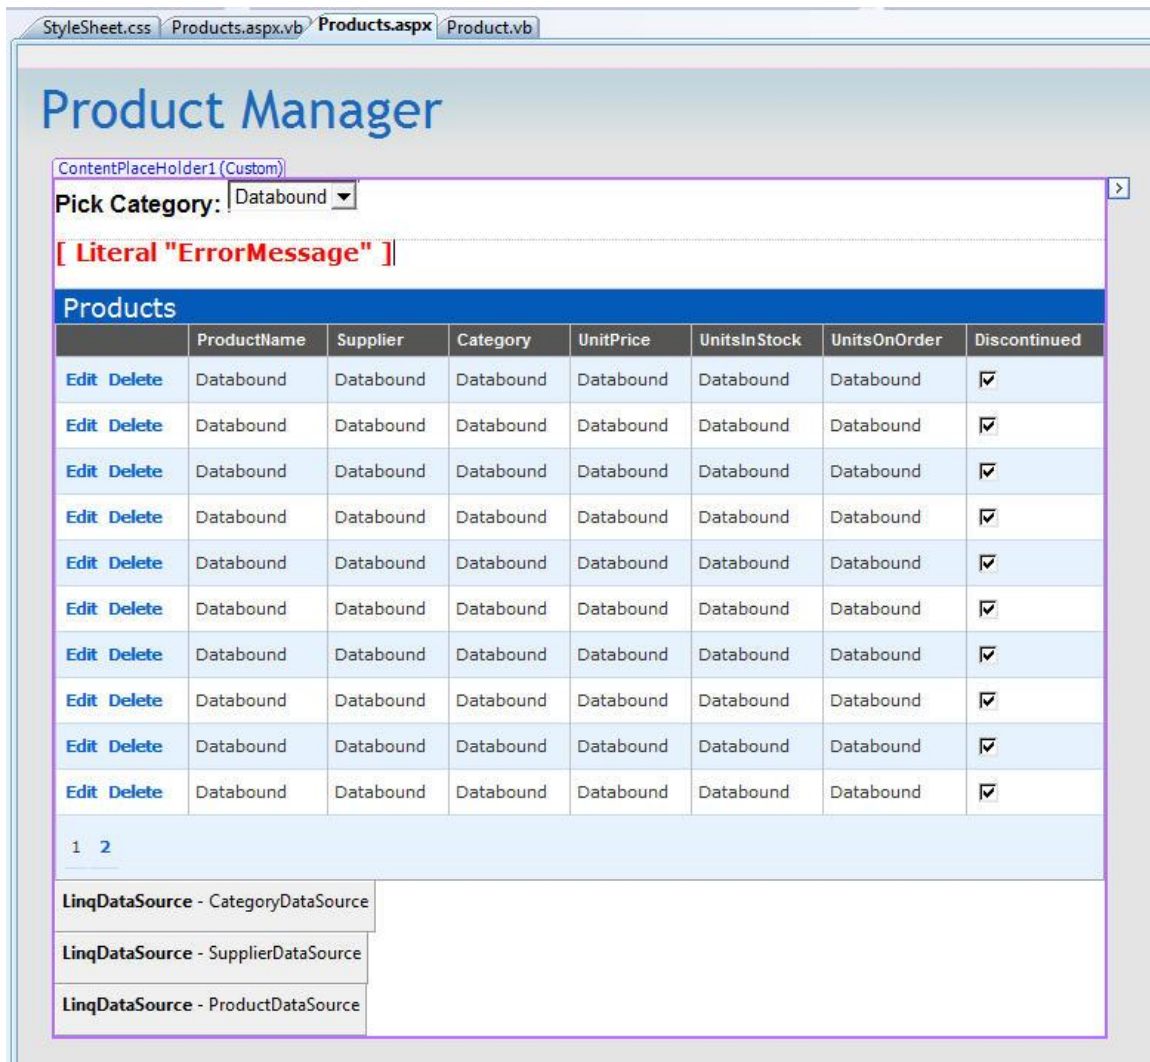 StyleSheet.css Products.aspx.vb Products.aspx Product.vb
Product Manager
ContentPlaceHolder1 (Custom)
Pick Category: Databound
[ Literal "ErrorMessage" ]
Products
ProductName Supplier Category UnitPrice UnitsInStock UnitsOnOrder Discontinued
Edit Delete Databound Databound Databound Databound Databound Databound
Edit Delete Databound Databound Databound Databound Databound Databound
Edit Delete Databound Databound Databound Databound Databound Databound
Edit Delete Databound Databound Databound Databound Databound Databound
Edit Delete Databound Databound Databound Databound Databound Databound
Edit Delete Databound Databound Databound Databound Databound Databound
Edit Delete Databound Databound Databound Databound Databound Databound
Edit Delete Databound Databound Databound Databound Databound Databound
Edit Delete Databound Databound Databound Databound Databound Databound
Edit Delete Databound Databound Databound Databound Databound Databound
1 2
LinqDataSource - CategoryDataSource
LinqDataSource - SupplierDataSource
LinqDataSource - ProductDataSource